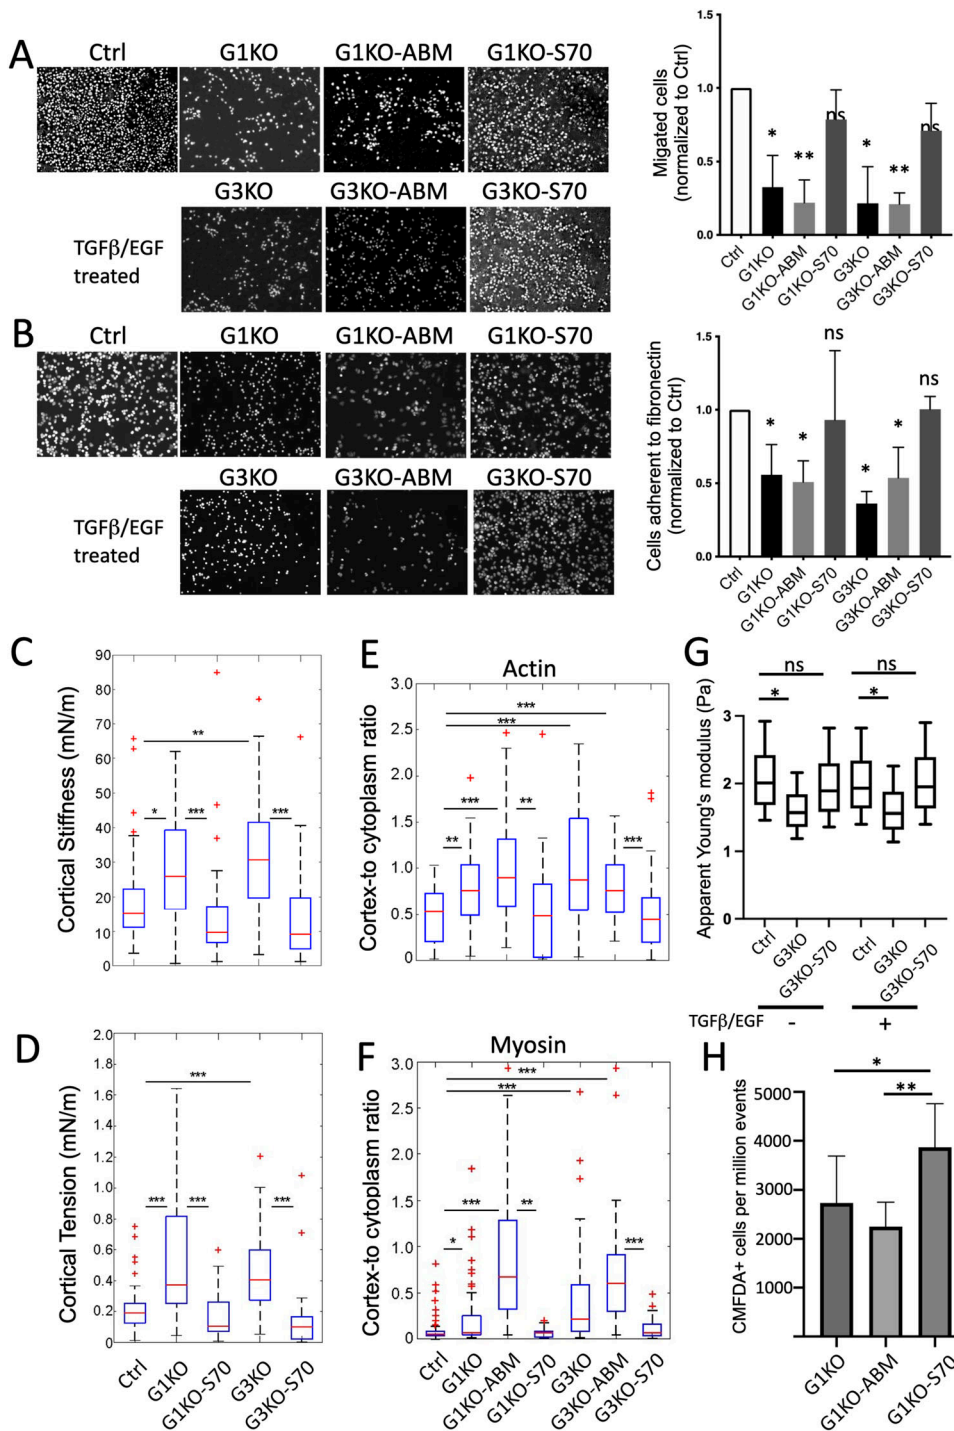 A
Ctrl
G1KO
G1KO-ABM
G1KO-S70
G3KO
G3KO-ABM
G3KO-S70
TGFβ/EGF
treated
Migrated cells
(normalized to Ctrl)
1.0
0.5
0.0
*
**
ns
*
**
ns
Ctrl
G1KO
G1KO-ABM
G1KO-S70
G3KO
G3KO-ABM
G3KO-S70
B
Ctrl
G1KO
G1KO-ABM
G1KO-S70
G3KO
G3KO-ABM
G3KO-S70
TGFβ/EGF
treated
Cells adherent to fibronectin
(normalized to Ctrl)
1.5
1.0
0.5
0.0
*
*
ns
*
*
ns
Ctrl
G1KO
G1KO-ABM
G1KO-S70
G3KO
G3KO-ABM
G3KO-S70
C
Cortical Stiffness (mN/m)
90
80
70
60
50
40
30
20
10
0
**
*
***
***
E
Actin
Cortex-to cytoplasm ratio
3.0
2.5
2.0
1.5
1.0
0.5
0
***
***
***
**
**
***
G
Apparent Young's modulus (Pa)
3
2
1
0
ns
*
ns
*
Ctrl
G3KO
G3KO-S70
Ctrl
G3KO
G3KO-S70
TGFβ/EGF
-
+
D
Cortical Tension (mN/m)
2.0
1.8
1.6
1.4
1.2
1.0
0.8
0.6
0.4
0.2
0
***
***
***
***
Ctrl
G1KO
G1KO-S70
G3KO
G3KO-S70
F
Myosin
Cortex-to cytoplasm ratio
3.0
2.5
2.0
1.5
1.0
0.5
0
***
***
***
**
*
***
Ctrl
G1KO
G1KO-ABM
G1KO-S70
G3KO
G3KO-ABM
G3KO-S70
H
CMFDA+ cells per million events
5000
4000
3000
2000
1000
*
**
G1KO
G1KO-ABM
G1KO-S70